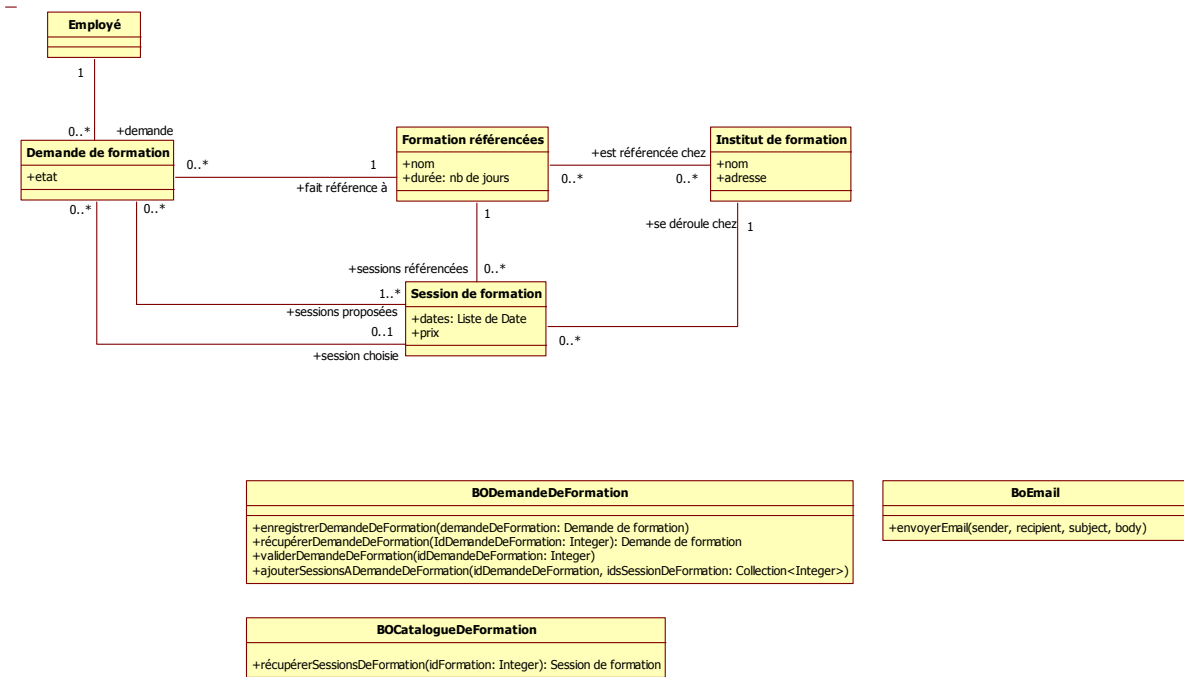 Employé
1
0..*
+demande
Demande de formation
+etat
0..*
1
+fait référence à
Formation référencées
+nom
+durée: nb de jours
+est référencée chez
0..*
0..*
Institut de formation
+nom
+adresse
0..*
0..*
1
+se déroule chez
1
+sessions référencées
0..*
1..*
+sessions proposées
0..1
+session choisie
Session de formation
+dates: Liste de Date
+prix
0..*
BODemandeDeFormation
+enregistrerDemandeDeFormation(demandeDeFormation: Demande de formation)
+récupérerDemandeDeFormation(IdDemandeDeFormation: Integer): Demande de formation
+validerDemandeDeFormation(idDemandeDeFormation: Integer)
+ajouterSessionsADemandeDeFormation(idDemandeDeFormation, idsSessionDeFormation: Collection<Integer>)
BoEmail
+envoyerEmail(sender, recipient, subject, body)
BOCatalogueDeFormation
+récupérerSessionsDeFormation(idFormation: Integer): Session de formation